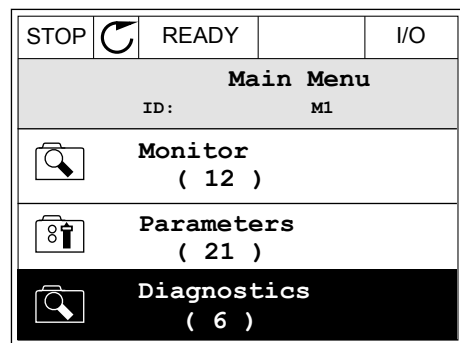 STOP READY I/O
Main Menu
ID: M1
Monitor
( 12 )
Parameters
( 21 )
Diagnostics
( 6 )